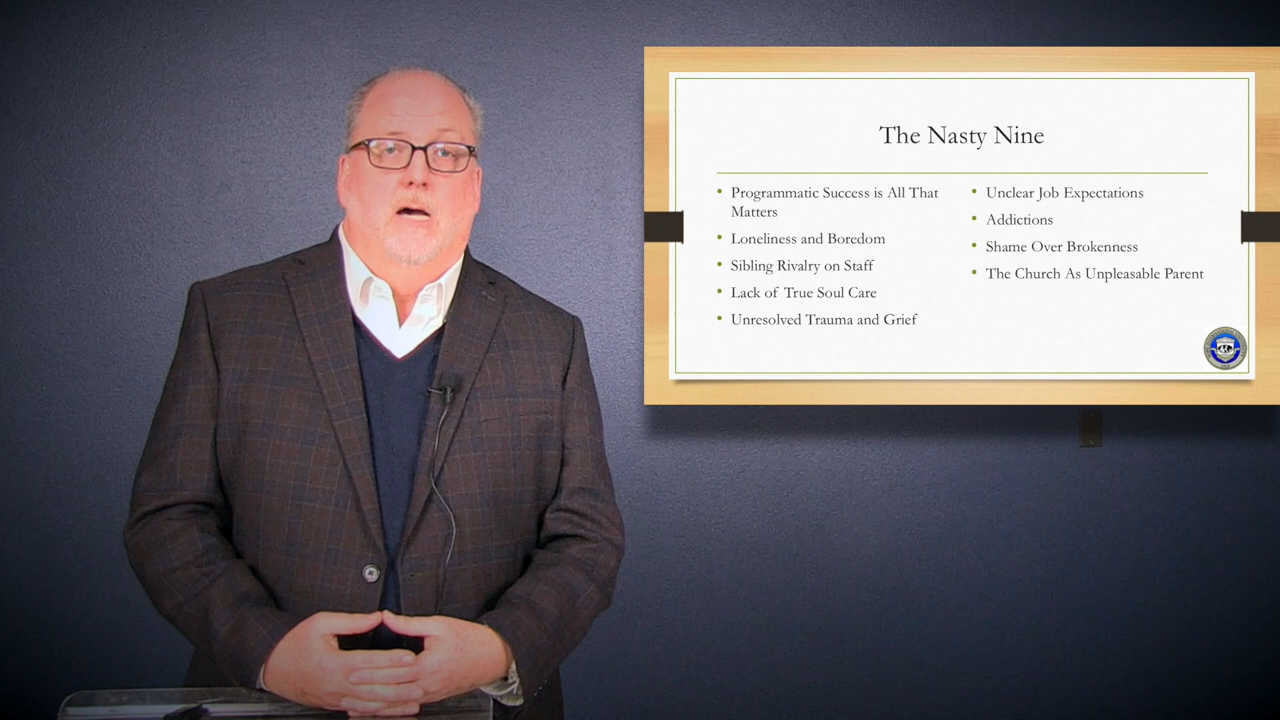 The Nasty Nine
• Programmatic Success is All That
Matters
• Loneliness and Boredom
• Sibling Rivalry on Staff
• Lack of True Soul Care
• Unresolved Trauma and Grief
• Unclear Job Expectations
• Addictions
• Shame Over Brokenness
• The Church As Unpleasable Parent